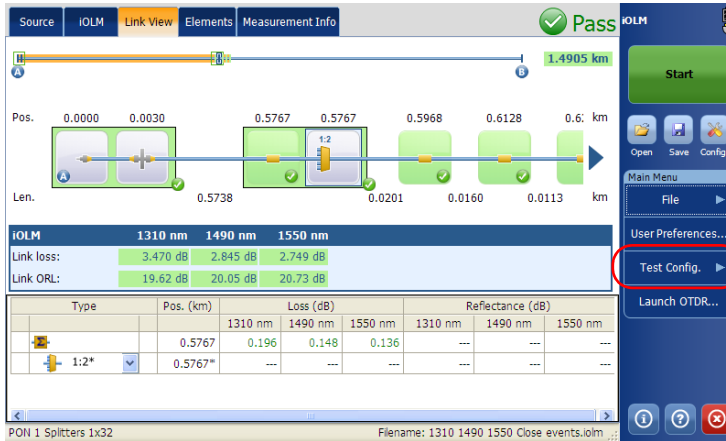 Source iOLM Link View Elements Measurement Info Pass iOLM
1.4905 km
A B
Start
Pos. 0.0000 0.0030 0.5767 0.5767 0.5968 0.6128 0.6: km
1:2
Open Save Config
A
Main Menu
Len. 0.5738 0.0201 0.0160 0.0113 km
File
iOLM 1310 nm 1490 nm 1550 nm
User Preferences...
Link loss: 3.470 dB 2.845 dB 2.749 dB
Test Config.
Link ORL: 19.62 dB 20.05 dB 20.73 dB
Launch OTDR...
Type Pos. (km) Loss (dB) Reflectance (dB)
1310 nm 1490 nm 1550 nm 1310 nm 1490 nm 1550 nm
Σ 0.5767 0.196 0.148 0.136 --- --- ---
1:2* 0.5767* --- --- --- --- --- ---
PON 1 Splitters 1x32 Filename: 1310 1490 1550 Close events.iolm